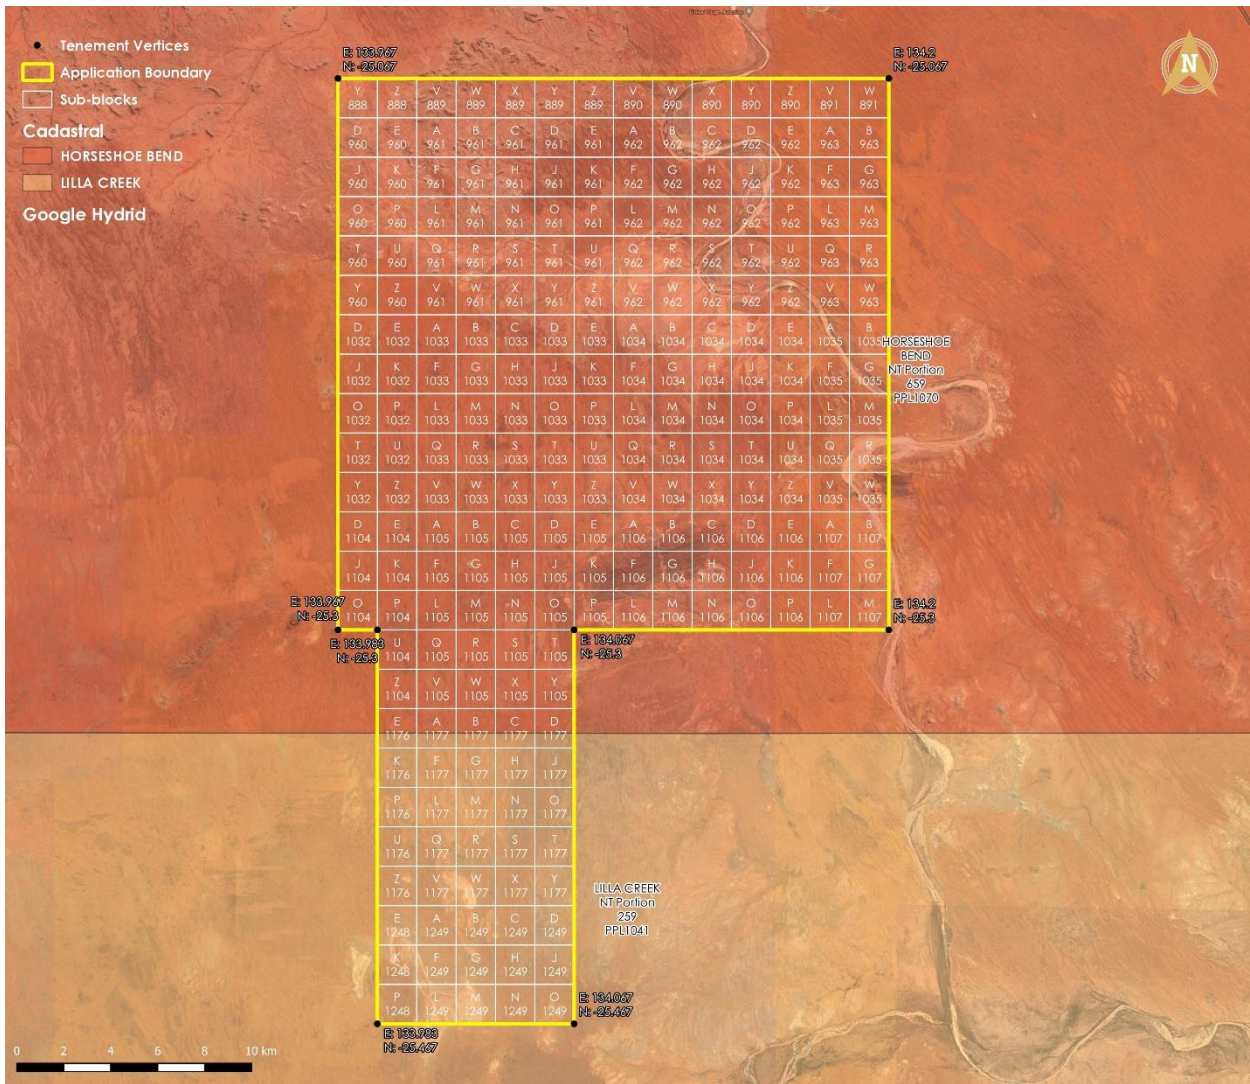 Tenement Vertices
Application Boundary
Sub-blocks
Cadastral
HORSESHOE BEND
LILLA CREEK
Google Hydrid
N
E: 133.967
N: -25.067
E: 134.2
N: -25.067
Y Z V W X Y Z V W X Y Z V W
888 888 889 889 889 889 889 890 890 890 890 890 891 891
D E A B C D E A B C D E A B
960 960 961 961 961 961 961 962 962 962 962 962 963 963
J K F G H J K F G H J K F G
960 960 961 961 961 961 961 962 962 962 962 962 963 963
O P L M N O P L M N O P L M
960 960 961 961 961 961 961 962 962 962 962 962 963 963
T U Q R S T U Q R S T U Q R
960 960 961 961 961 961 961 962 962 962 962 962 963 963
Y Z V W X Y Z V W X Y Z V W
960 960 961 961 961 961 961 962 962 962 962 962 963 963
D E A B C D E A B C D E A B
1032 1032 1033 1033 1033 1033 1033 1034 1034 1034 1034 1034 1035 1035
J K F G H J K F G H J K F G
1032 1032 1033 1033 1033 1033 1033 1034 1034 1034 1034 1034 1035 1035
O P L M N O P L M N O P L M
1032 1032 1033 1033 1033 1033 1033 1034 1034 1034 1034 1034 1035 1035
T U Q R S T U Q R S T U Q R
1032 1032 1033 1033 1033 1033 1033 1034 1034 1034 1034 1034 1035 1035
Y Z V W X Y Z V W X Y Z V W
1032 1032 1033 1033 1033 1033 1033 1034 1034 1034 1034 1034 1035 1035
D E A B C D E A B C D E A B
1104 1104 1105 1105 1105 1105 1105 1106 1106 1106 1106 1106 1107 1107
J K F G H J K F G H J K F G
1104 1104 1105 1105 1105 1105 1105 1106 1106 1106 1106 1106 1107 1107
O P L M N O P L M N O P L M
1104 1104 1105 1105 1105 1105 1105 1106 1106 1106 1106 1106 1107 1107
HORSESHOE
BEND
NT Portion
659
PPL1070
E: 133.967
N: -25.3
E: 134.2
N: -25.3
E: 133.983
N: -25.3
E: 134.067
N: -25.3
U Q R S T
1104 1105 1105 1105 1105
Z V W X Y
1104 1105 1105 1105 1105
E A B C D
1176 1177 1177 1177 1177
K F G H J
1176 1177 1177 1177 1177
P L M N O
1176 1177 1177 1177 1177
U Q R S T
1176 1177 1177 1177 1177
Z V W X Y
1176 1177 1177 1177 1177
E A B C D
1248 1249 1249 1249 1249
K F G H J
1248 1249 1249 1249 1249
P L M N O
1248 1249 1249 1249 1249
LILLA CREEK
NT Portion
259
PPL1041
E: 134.067
N: -25.467
E: 133.983
N: -25.467
0 2 4 6 8 10 km